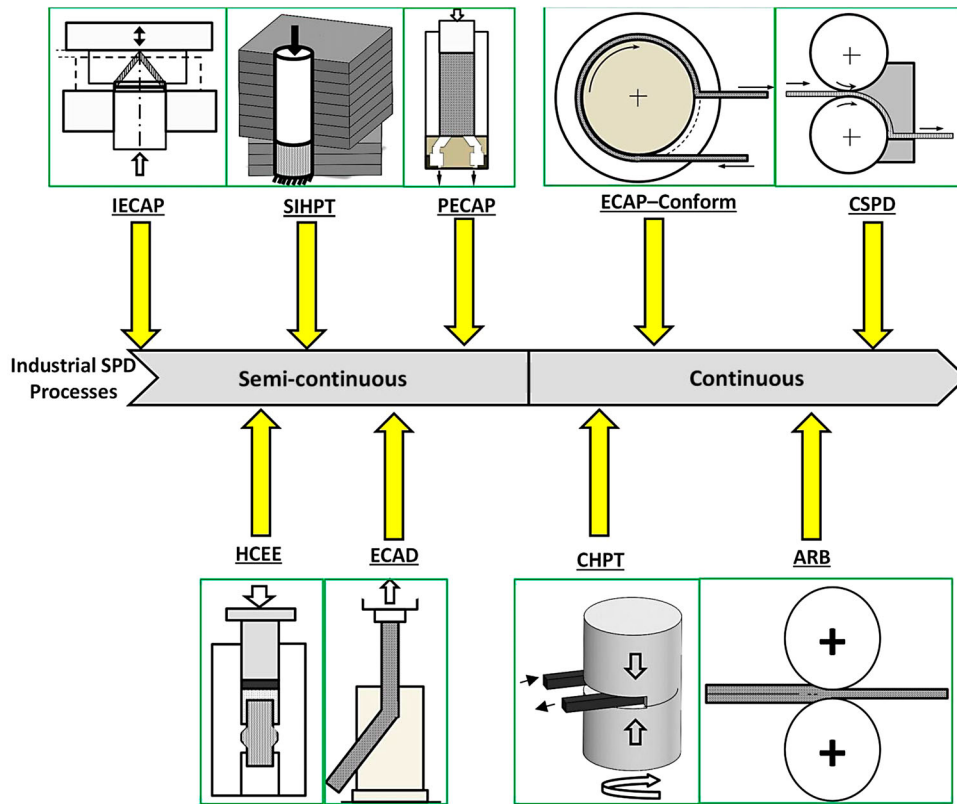 IECAP
SIHPT
PECAP
ECAP–Conform
CSPD
Industrial SPD
Processes
Semi-continuous
Continuous
HCEE
ECAD
CHPT
ARB